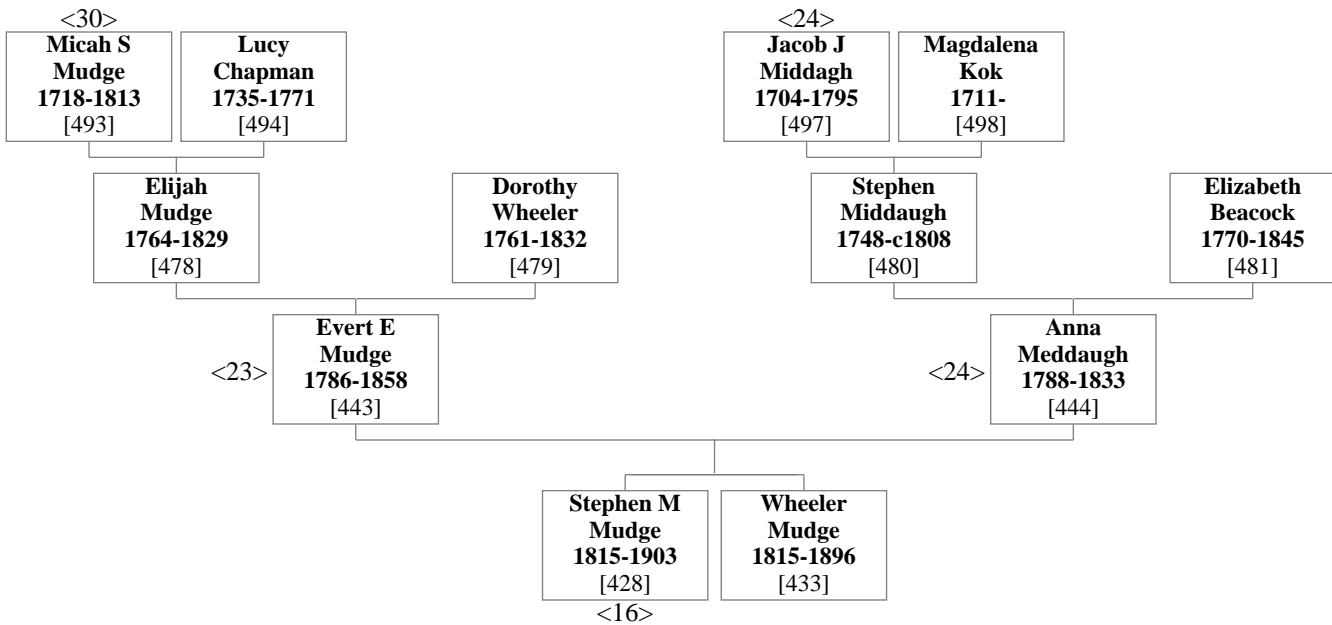 <30>
Micah S
Mudge
1718-1813
[493]
Lucy
Chapman
1735-1771
[494]
<24>
Jacob J
Middagh
1704-1795
[497]
Magdalena
Kok
1711-
[498]
Elijah
Mudge
1764-1829
[478]
Dorothy
Wheeler
1761-1832
[479]
Stephen
Middaugh
1748-c1808
[480]
Elizabeth
Beacock
1770-1845
[481]
<23>
Evert E
Mudge
1786-1858
[443]
<24>
Anna
Meddaugh
1788-1833
[444]
Stephen M
Mudge
1815-1903
[428]
<16>
Wheeler
Mudge
1815-1896
[433]